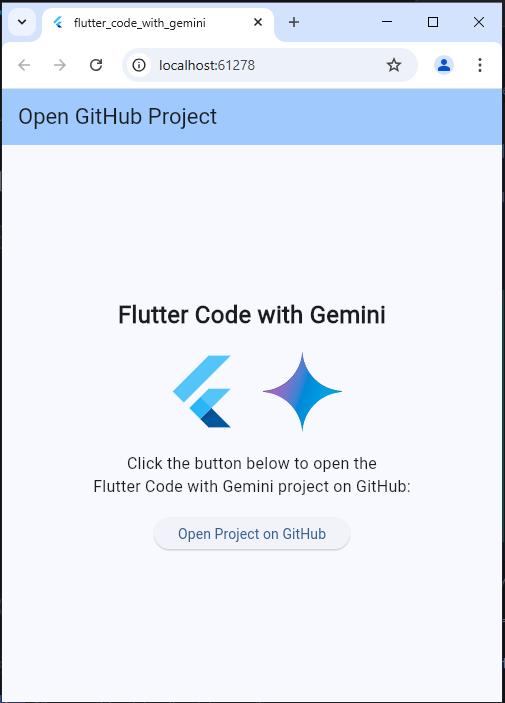 flutter_code_with_gemini
localhost:61278
Open GitHub Project
Flutter Code with Gemini
Click the button below to open the
Flutter Code with Gemini project on GitHub:
Open Project on GitHub